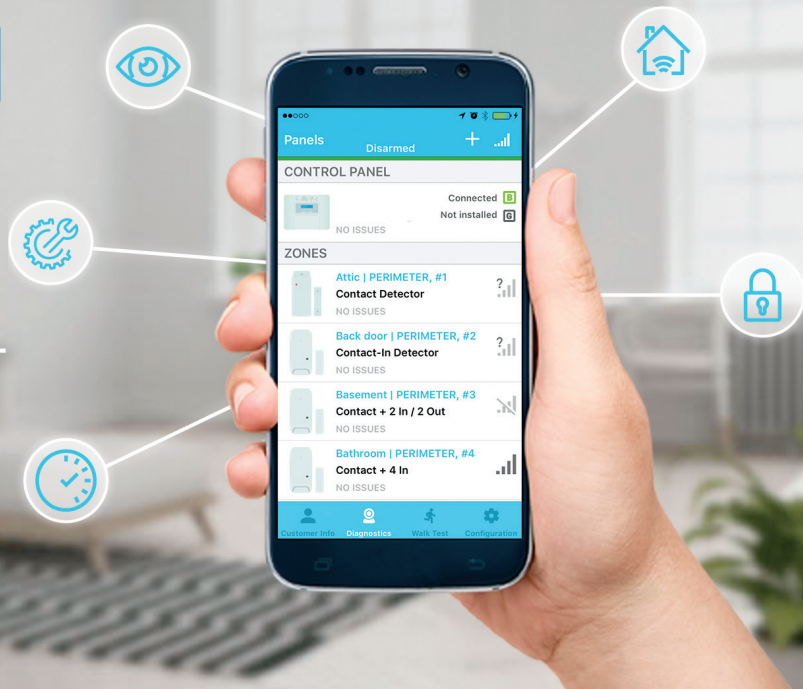 Panels
Disarmed
CONTROL PANEL
Connected B
Not installed G
NO ISSUES
ZONES
Attic | PERIMETER, #1
?
Contact Detector
NO ISSUES
Back door | PERIMETER, #2
?
Contact-In Detector
NO ISSUES
Basement | PERIMETER, #3
Contact + 2 In / 2 Out
NO ISSUES
Bathroom | PERIMETER, #4
Contact + 4 In
NO ISSUES
Customer Info Diagnostics Walk Test Configuration